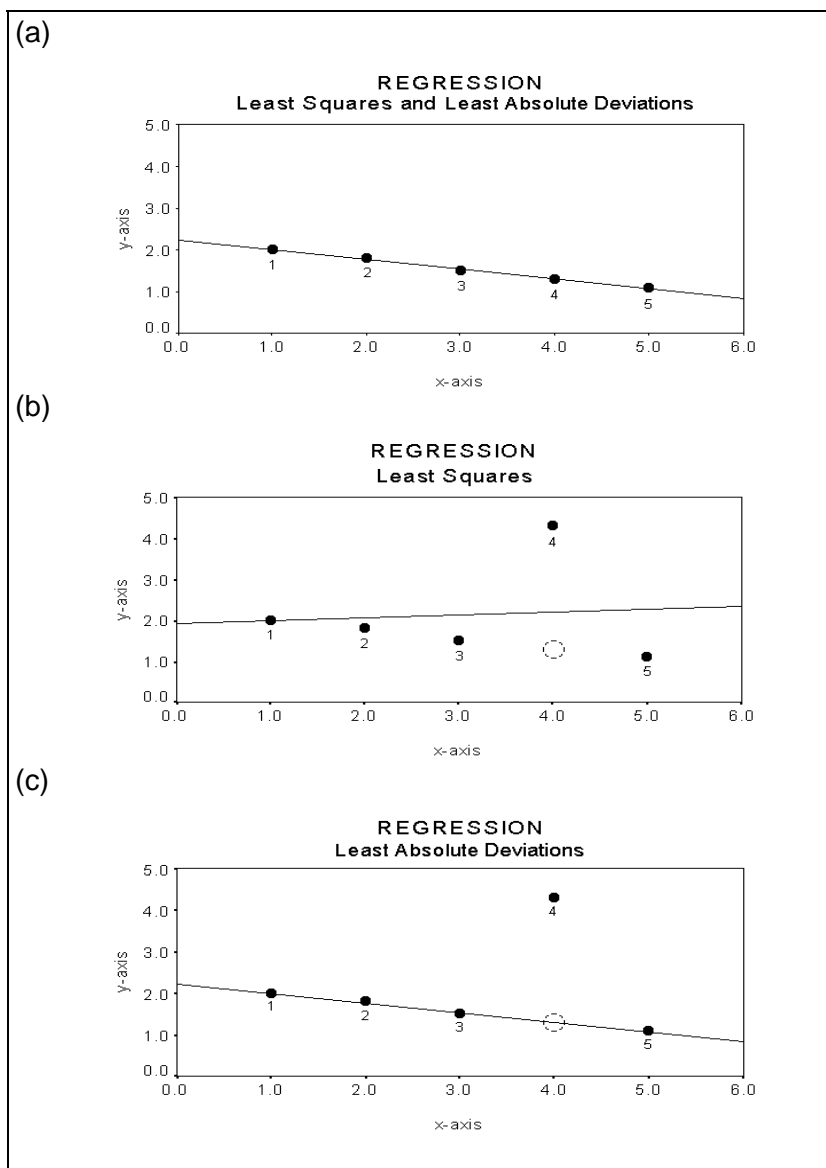 (a)
REGRESSION
Least Squares and Least Absolute Deviations
5.0
4.0
3.0
2.0
1.0
0.0
y-axis
1
2
3
4
5
0.0 1.0 2.0 3.0 4.0 5.0 6.0
x-axis
(b)
REGRESSION
Least Squares
5.0
4.0
3.0
2.0
1.0
0.0
y-axis
4
1
2
3
5
0.0 1.0 2.0 3.0 4.0 5.0 6.0
x-axis
(c)
REGRESSION
Least Absolute Deviations
5.0
4.0
3.0
2.0
1.0
0.0
y-axis
4
1
2
3
5
0.0 1.0 2.0 3.0 4.0 5.0 6.0
x-axis